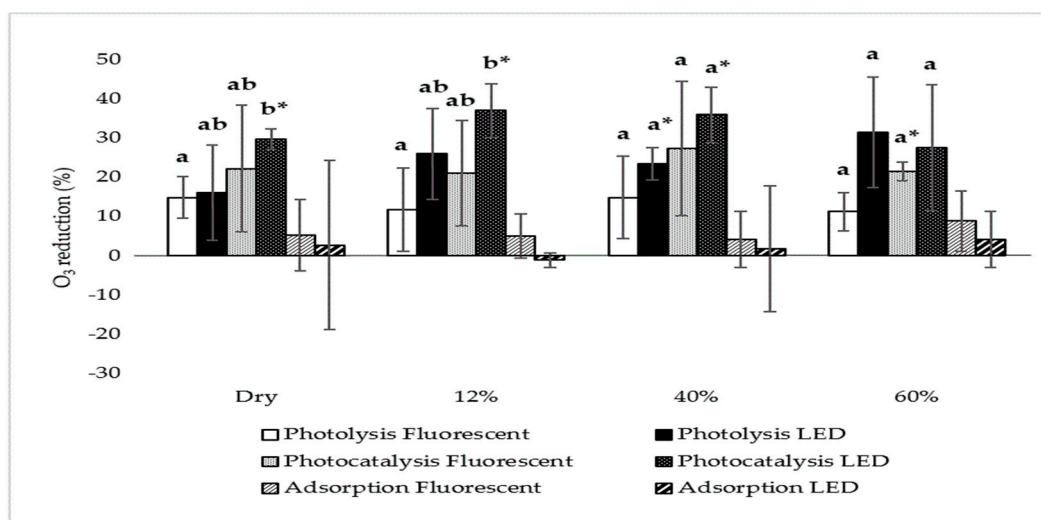 50
40
30
20
10
0
-10
-20
-30
O₃ reduction (%)
a ab ab b*
a ab ab b*
a a* a a*
a a a* a
Dry 12% 40% 60%
Photolysis Fluorescent Photolysis LED
Photocatalysis Fluorescent Photocatalysis LED
Adsorption Fluorescent Adsorption LED